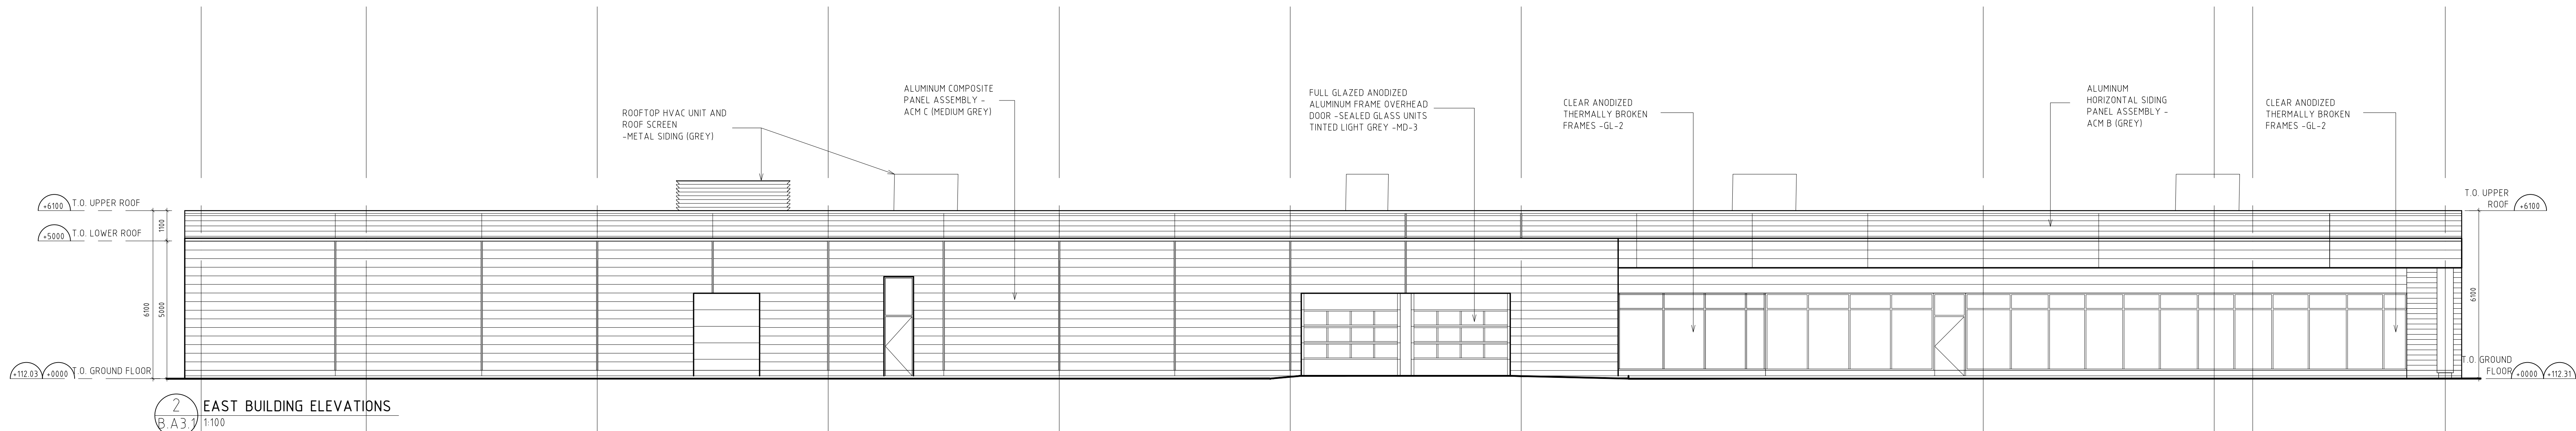 ROOFTOP HVAC UNIT AND
ROOF SCREEN
-METAL SIDING (GREY)
ALUMINUM COMPOSITE
PANEL ASSEMBLY -
ACM C (MEDIUM GREY)
FULL GLAZED ANODIZED
ALUMINUM FRAME OVERHEAD
DOOR -SEALED GLASS UNITS
TINTED LIGHT GREY -MD-3
CLEAR ANODIZED
THERMALLY BROKEN
FRAMES -GL-2
ALUMINUM
HORIZONTAL SIDING
PANEL ASSEMBLY -
ACM B (GREY)
CLEAR ANODIZED
THERMALLY BROKEN
FRAMES -GL-2
+6100 T.O. UPPER ROOF
+5000 T.O. LOWER ROOF
1100
6100
5000
+112.03 +0000 T.O. GROUND FLOOR
T.O. UPPER
ROOF +6100
6100
T.O. GROUND
FLOOR +0000 +112.31
2 EAST BUILDING ELEVATIONS
B.A3.1 1:100